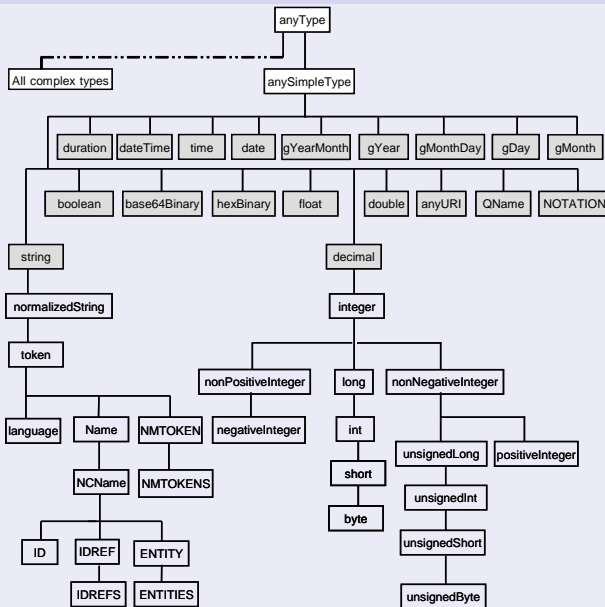 anyType
All complex types
anySimpleType
duration dateTime time date gYearMonth gYear gMonthDay gDay gMonth
boolean base64Binary hexBinary float double anyURI QName NOTATION
string decimal
normalizedString integer
token
nonPositiveInteger long nonNegativeInteger
language Name NMTOKEN negativeInteger int
unsignedLong positiveInteger
NCName NMTOKENS short
unsignedInt
byte
ID IDREF ENTITY unsignedShort
IDREFS ENTITIES unsignedByte